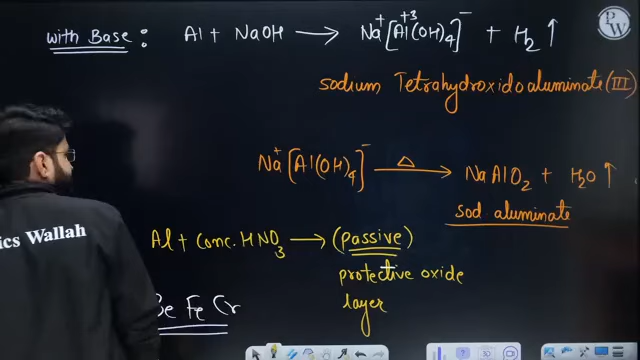 With Base : Al + NaOH ⟶ Na⁺[Al⁺³(OH)₄]⁻ + H₂ ↑
sodium Tetrahydroxidoaluminate (III)
Na⁺[Al(OH)₄]⁻ —Δ→ NaAlO₂ + H₂O ↑
sod aluminate
ics Wallah
Al + Conc. HNO₃ ⟶ (passive)
protective oxide
layer
Be Fe Cr